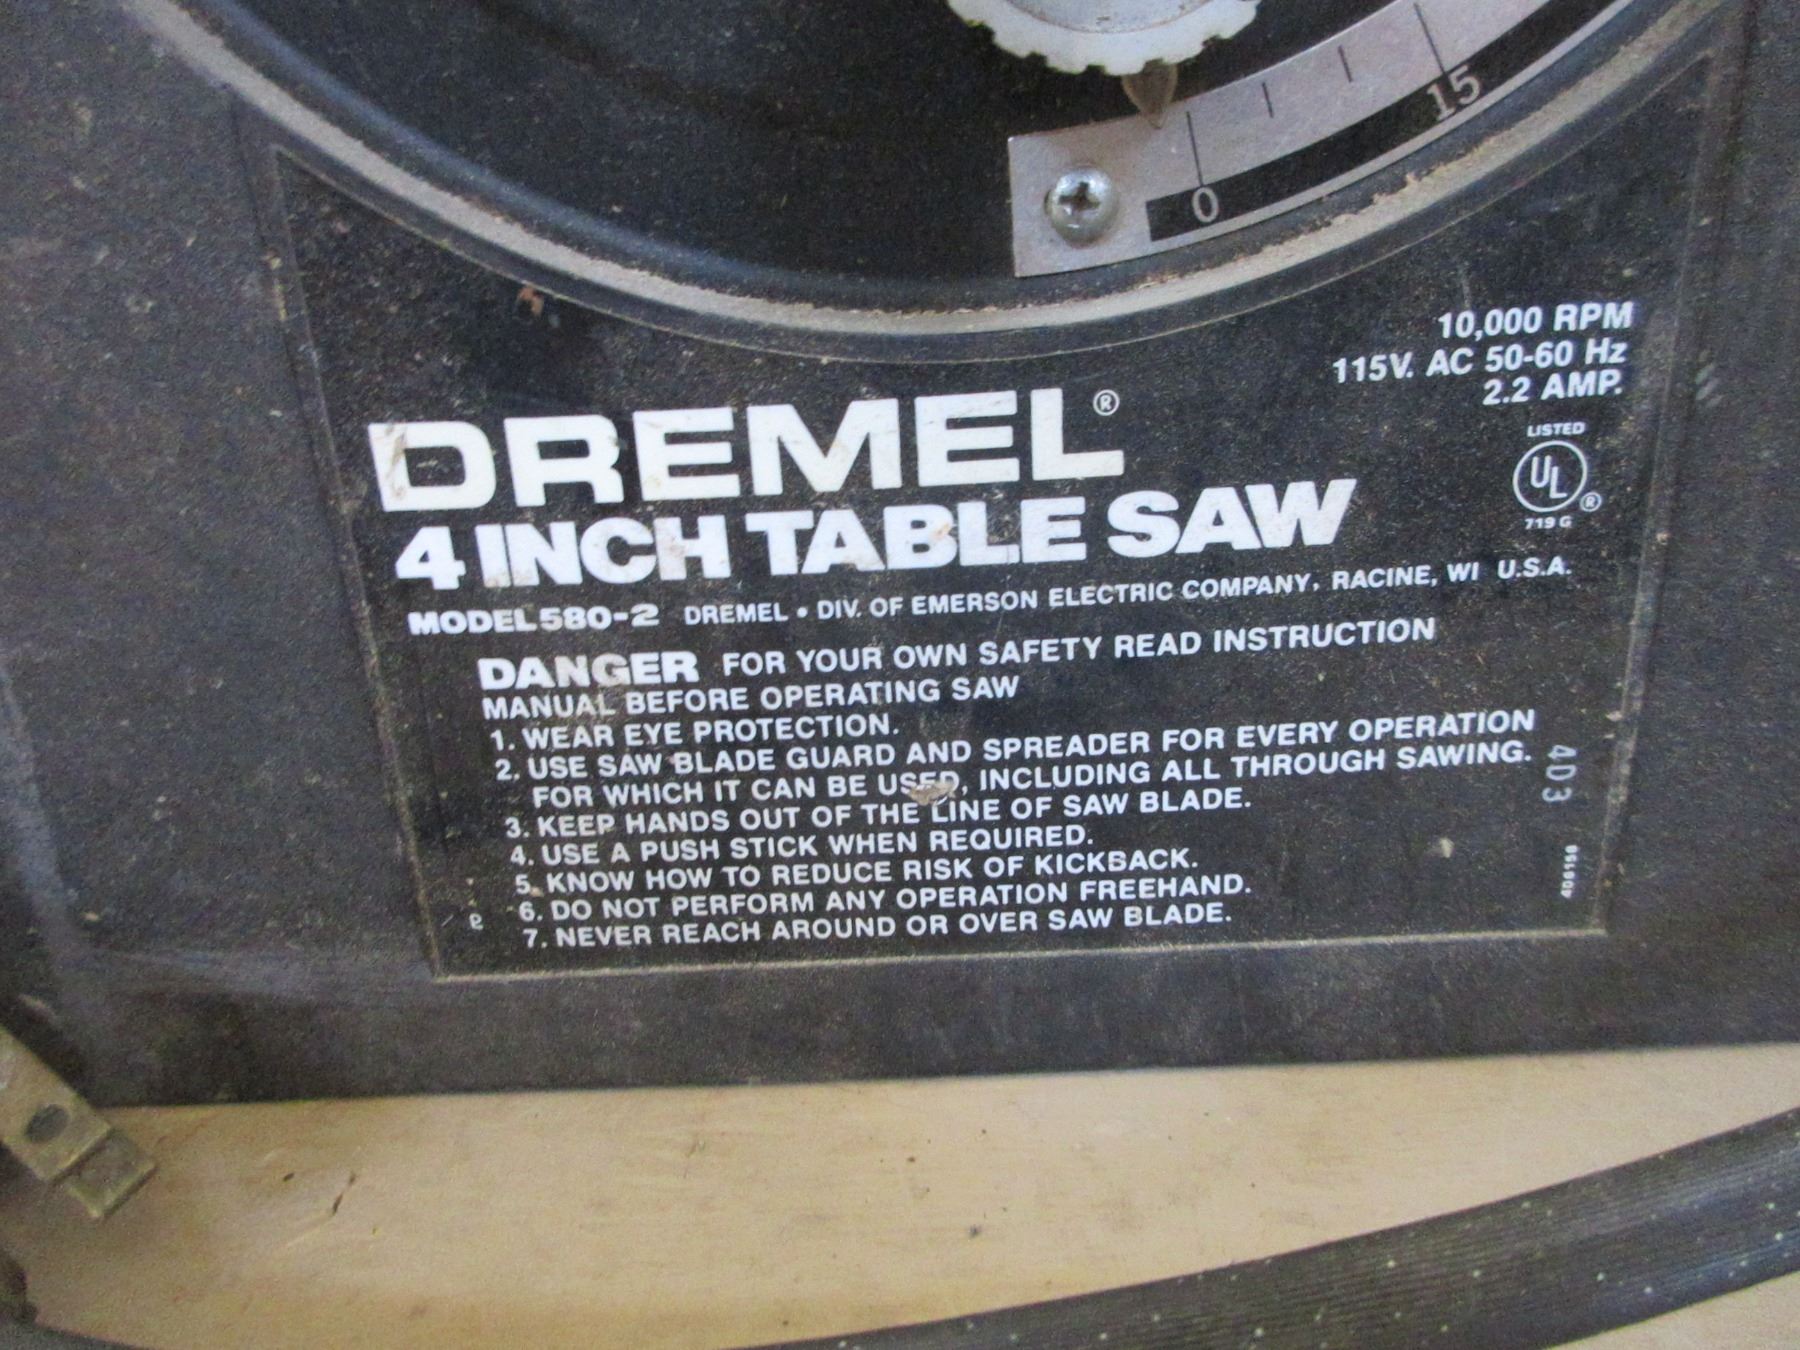 15
0
10,000 RPM
115V. AC 50-60 Hz
2.2 AMP.
LISTED
UL ®
719 G
DREMEL®
4 INCH TABLE SAW
MODEL 580-2 DREMEL • DIV. OF EMERSON ELECTRIC COMPANY, RACINE, WI U.S.A.
DANGER FOR YOUR OWN SAFETY READ INSTRUCTION
MANUAL BEFORE OPERATING SAW
1. WEAR EYE PROTECTION.
2. USE SAW BLADE GUARD AND SPREADER FOR EVERY OPERATION
FOR WHICH IT CAN BE USED, INCLUDING ALL THROUGH SAWING.
3. KEEP HANDS OUT OF THE LINE OF SAW BLADE.
4. USE A PUSH STICK WHEN REQUIRED.
5. KNOW HOW TO REDUCE RISK OF KICKBACK.
6. DO NOT PERFORM ANY OPERATION FREEHAND.
7. NEVER REACH AROUND OR OVER SAW BLADE.
4D3